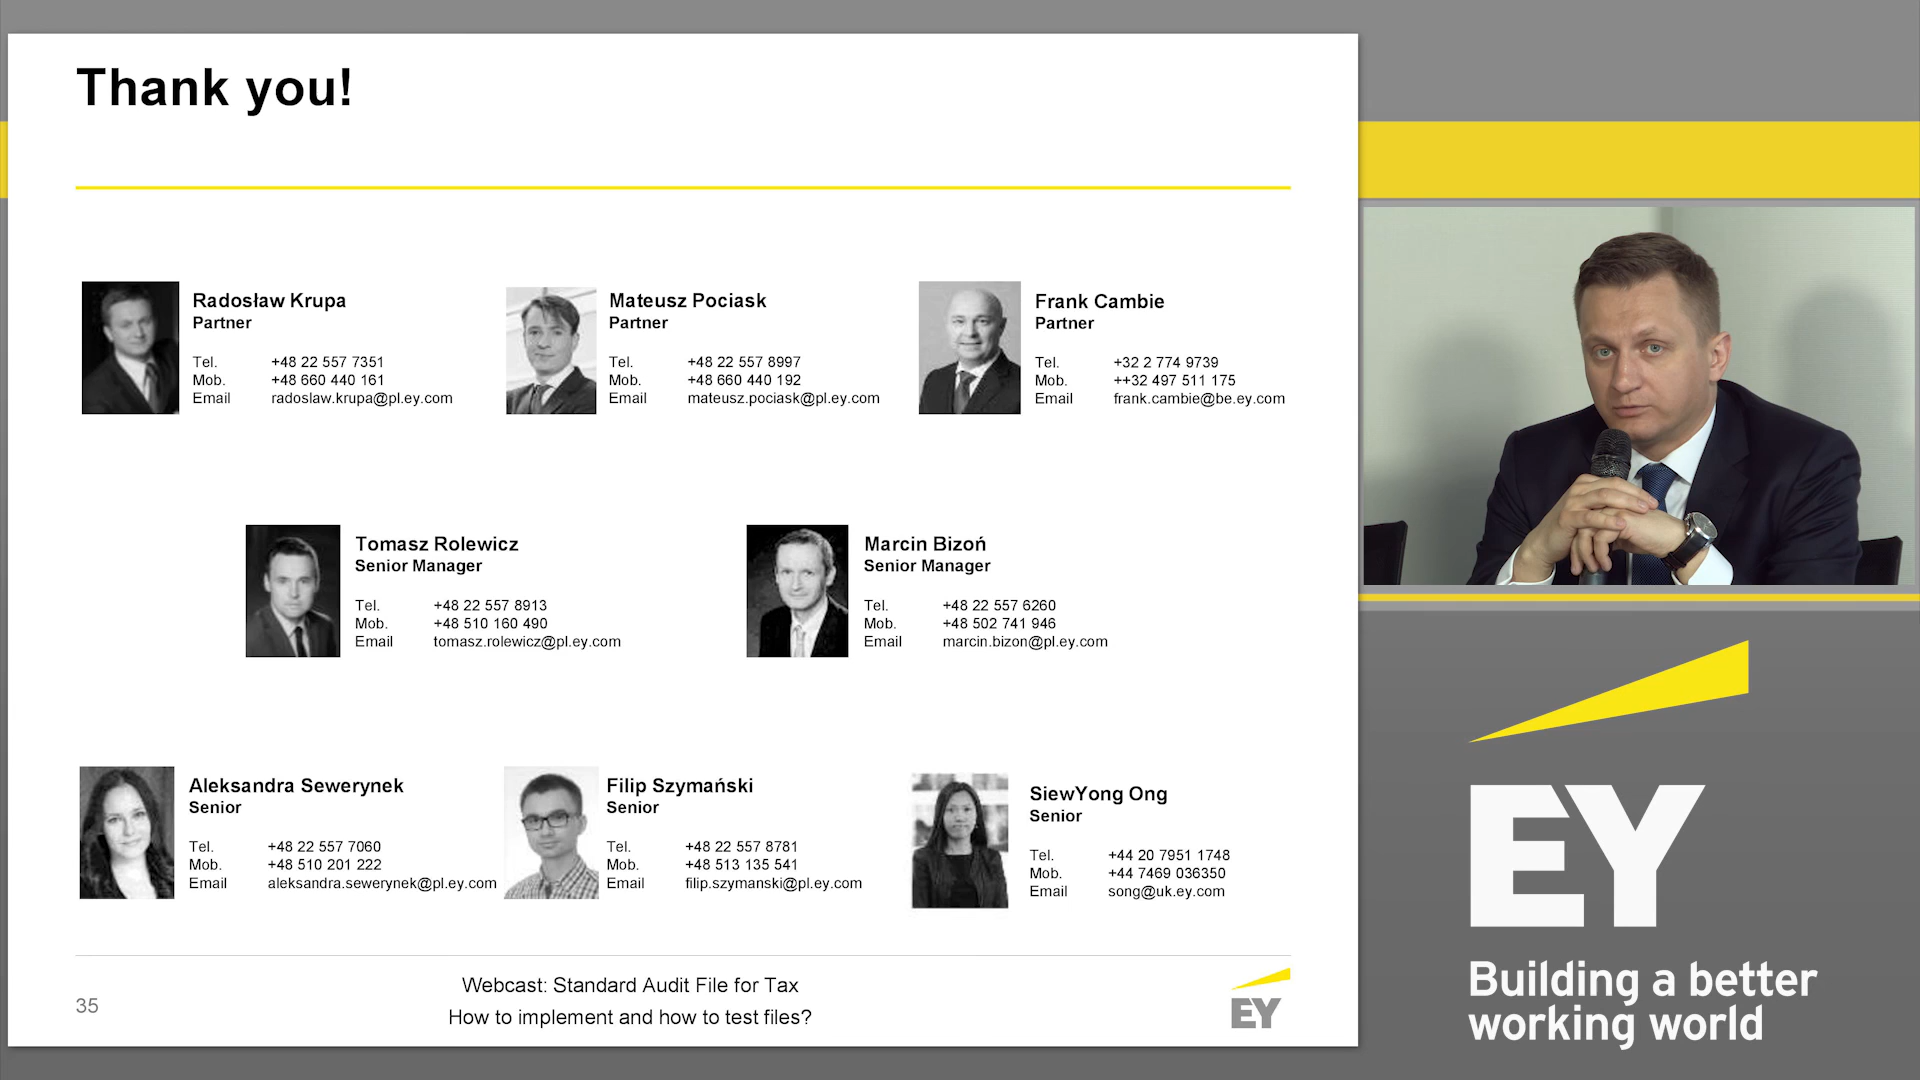 Thank you!
Radosław Krupa
Partner
Tel. +48 22 557 7351
Mob. +48 660 440 161
Email radoslaw.krupa@pl.ey.com
Mateusz Pociask
Partner
Tel. +48 22 557 8997
Mob. +48 660 440 192
Email mateusz.pociask@pl.ey.com
Frank Cambie
Partner
Tel. +32 2 774 9739
Mob. ++32 497 511 175
Email frank.cambie@be.ey.com
Tomasz Rolewicz
Senior Manager
Tel. +48 22 557 8913
Mob. +48 510 160 490
Email tomasz.rolewicz@pl.ey.com
Marcin Bizoń
Senior Manager
Tel. +48 22 557 6260
Mob. +48 502 741 946
Email marcin.bizon@pl.ey.com
Aleksandra Sewerynek
Senior
Tel. +48 22 557 7060
Mob. +48 510 201 222
Email aleksandra.sewerynek@pl.ey.com
Filip Szymański
Senior
Tel. +48 22 557 8781
Mob. +48 513 135 541
Email filip.szymanski@pl.ey.com
SiewYong Ong
Senior
Tel. +44 20 7951 1748
Mob. +44 7469 036350
Email song@uk.ey.com
35
Webcast: Standard Audit File for Tax
How to implement and how to test files?
EY
EY
Building a better
working world